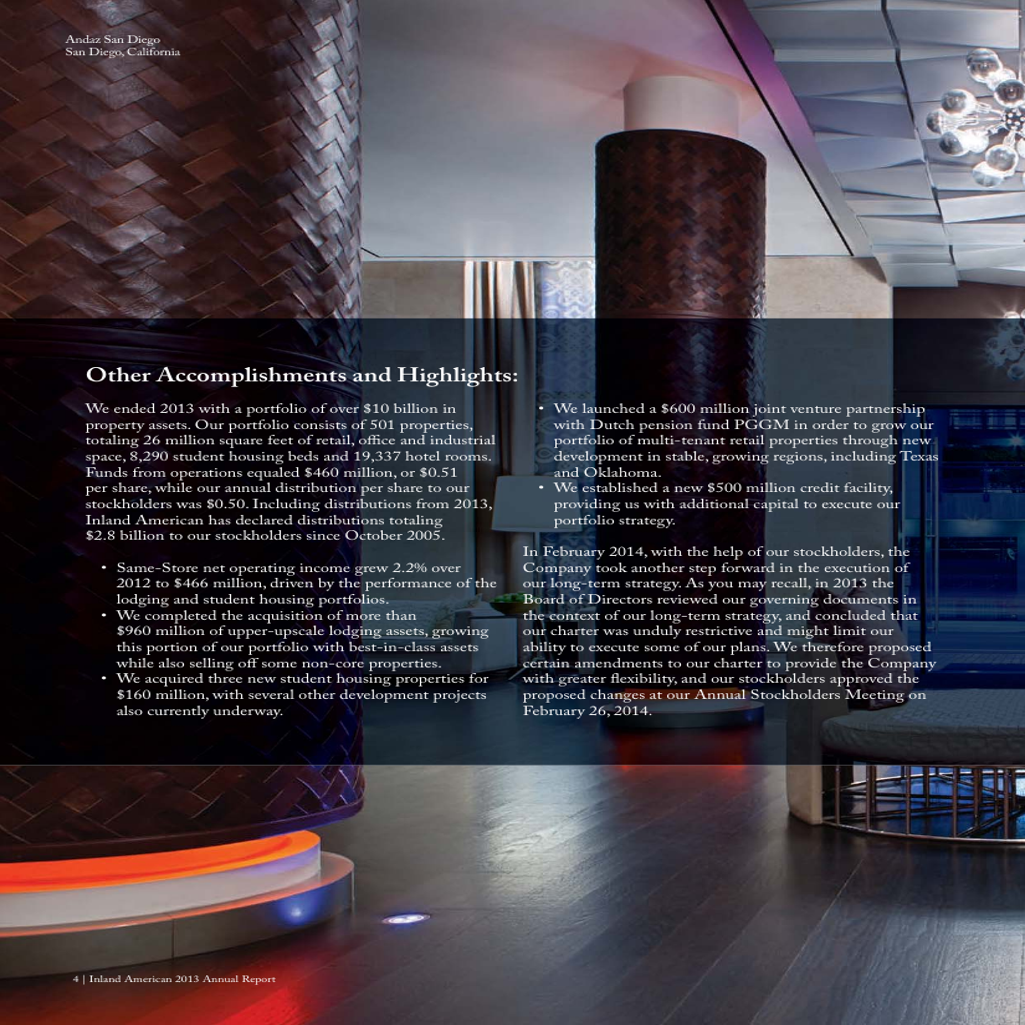 Andaz San Diego
San Diego, California
Other Accomplishments and Highlights:
We ended 2013 with a portfolio of over $10 billion in
property assets. Our portfolio consists of 501 properties,
totaling 26 million square feet of retail, office and industrial
space, 8,290 student housing beds and 19,337 hotel rooms.
Funds from operations equaled $460 million, or $0.51
per share, while our annual distribution per share to our
stockholders was $0.50. Including distributions from 2013,
Inland American has declared distributions totaling
$2.8 billion to our stockholders since October 2005.
• Same-Store net operating income grew 2.2% over
2012 to $466 million, driven by the performance of the
lodging and student housing portfolios.
• We completed the acquisition of more than
$960 million of upper-upscale lodging assets, growing
this portion of our portfolio with best-in-class assets
while also selling off some non-core properties.
• We acquired three new student housing properties for
$160 million, with several other development projects
also currently underway.
• We launched a $600 million joint venture partnership
with Dutch pension fund PGGM in order to grow our
portfolio of multi-tenant retail properties through new
development in stable, growing regions, including Texas
and Oklahoma.
• We established a new $500 million credit facility,
providing us with additional capital to execute our
portfolio strategy.
In February 2014, with the help of our stockholders, the
Company took another step forward in the execution of
our long-term strategy. As you may recall, in 2013 the
Board of Directors reviewed our governing documents in
the context of our long-term strategy, and concluded that
our charter was unduly restrictive and might limit our
ability to execute some of our plans. We therefore proposed
certain amendments to our charter to provide the Company
with greater flexibility, and our stockholders approved the
proposed changes at our Annual Stockholders Meeting on
February 26, 2014.
4 | Inland American 2013 Annual Report